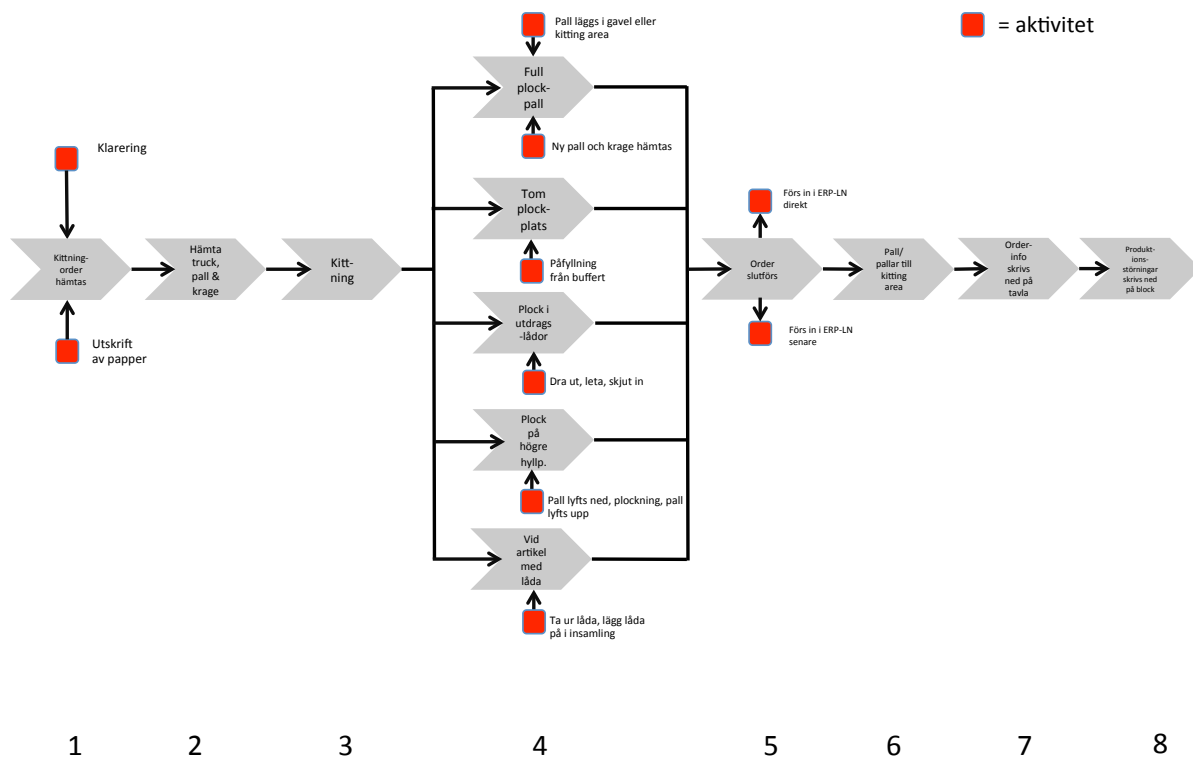 Pall läggs i gavel eller
kitting area
= aktivitet
Full
plock-
pall
Ny pall och krage hämtas
Klarering
Kittning-
order
hämtas
Utskrift
av papper
Hämta
truck,
pall &
krage
Kitt-
ning
Tom
plock-
plats
Påfyllning
från buffert
Plock i
utdrags
-lådor
Dra ut, leta, skjut in
Plock
på
högre
hyllp.
Pall lyfts ned, plockning, pall
lyfts upp
Vid
artikel
med
låda
Ta ur låda, lägg låda
på i insamling
Förs in i ERP-LN
direkt
Order
slutförs
Förs in i ERP-LN
senare
Pall/
pallar till
kitting
area
Order-
info
skrivs
ned på
tavla
Produkt-
ions-
störningar
skrivs ned
på block
1
2
3
4
5
6
7
8